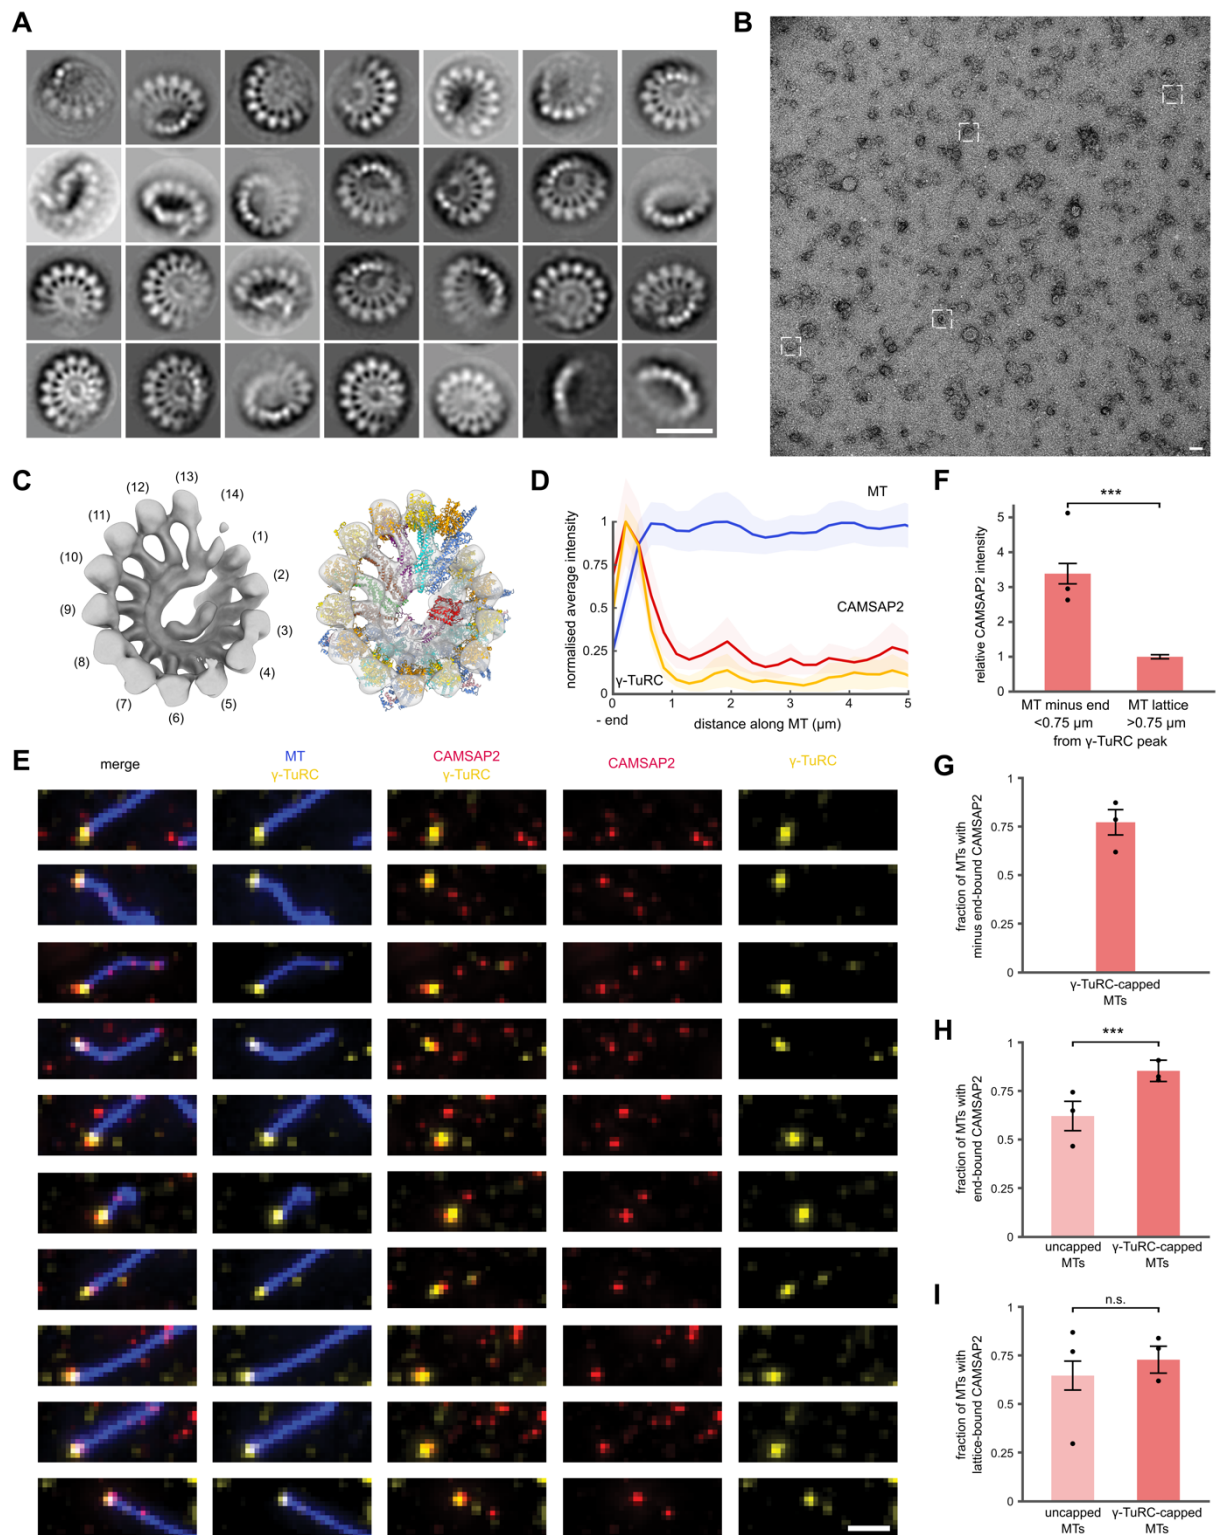 A
B
C
(13)
(12)
(14)
(11)
(1)
(10)
(2)
(9)
(3)
(8)
(4)
(7)
(5)
(6)
D
normalised average intensity
1
0.75
0.5
0.25
0
MT
CAMSAP2
γ-TuRC
0 1 2 3 4 5
- end
distance along MT (µm)
F
relative CAMSAP2 intensity
5
4
3
2
1
0
***
MT minus end
<0.75 µm
MT lattice
>0.75 µm
from γ-TuRC peak
E
merge
MT
γ-TuRC
CAMSAP2
γ-TuRC
CAMSAP2
γ-TuRC
G
fraction of MTs with
minus end-bound CAMSAP2
1
0.75
0.5
0.25
0
γ-TuRC-capped
MTs
H
fraction of MTs with
end-bound CAMSAP2
1
0.75
0.5
0.25
0
***
uncapped
MTs
γ-TuRC-capped
MTs
I
fraction of MTs with
lattice-bound CAMSAP2
1
0.75
0.5
0.25
0
n.s.
uncapped
MTs
γ-TuRC-capped
MTs